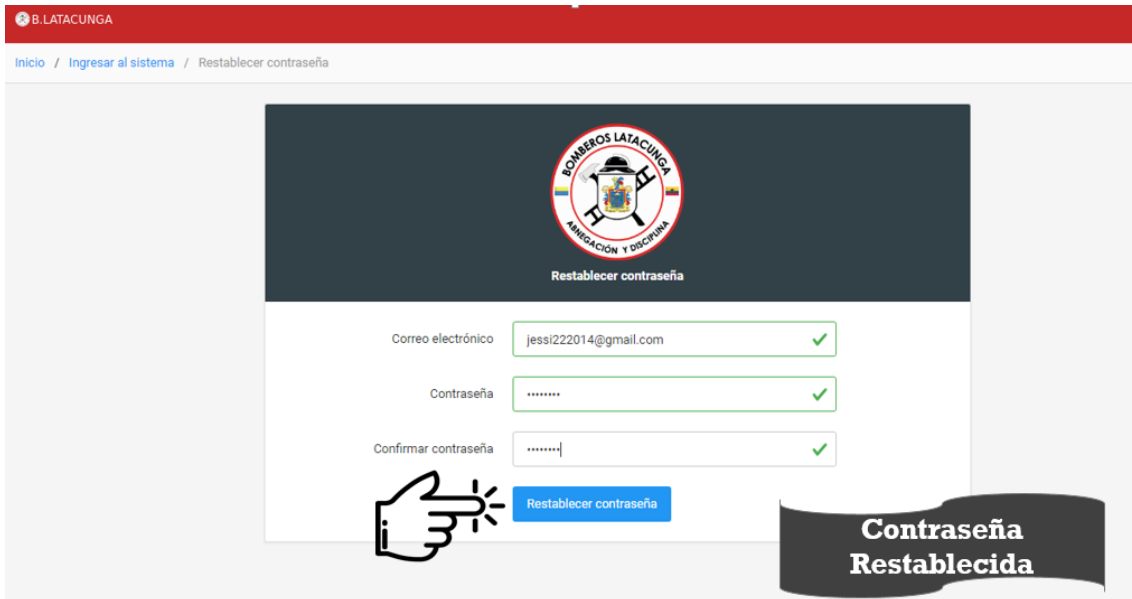 B.LATACUNGA
Inicio / Ingresar al sistema / Restablecer contraseña
BOMBEROS LATACUNGA
ABNEGACIÓN Y DISCIPLINA
Restablecer contraseña
Correo electrónico jessi222014@gmail.com
Contraseña ••••••••
Confirmar contraseña ••••••••
Restablecer contraseña
Contraseña
Restablecida